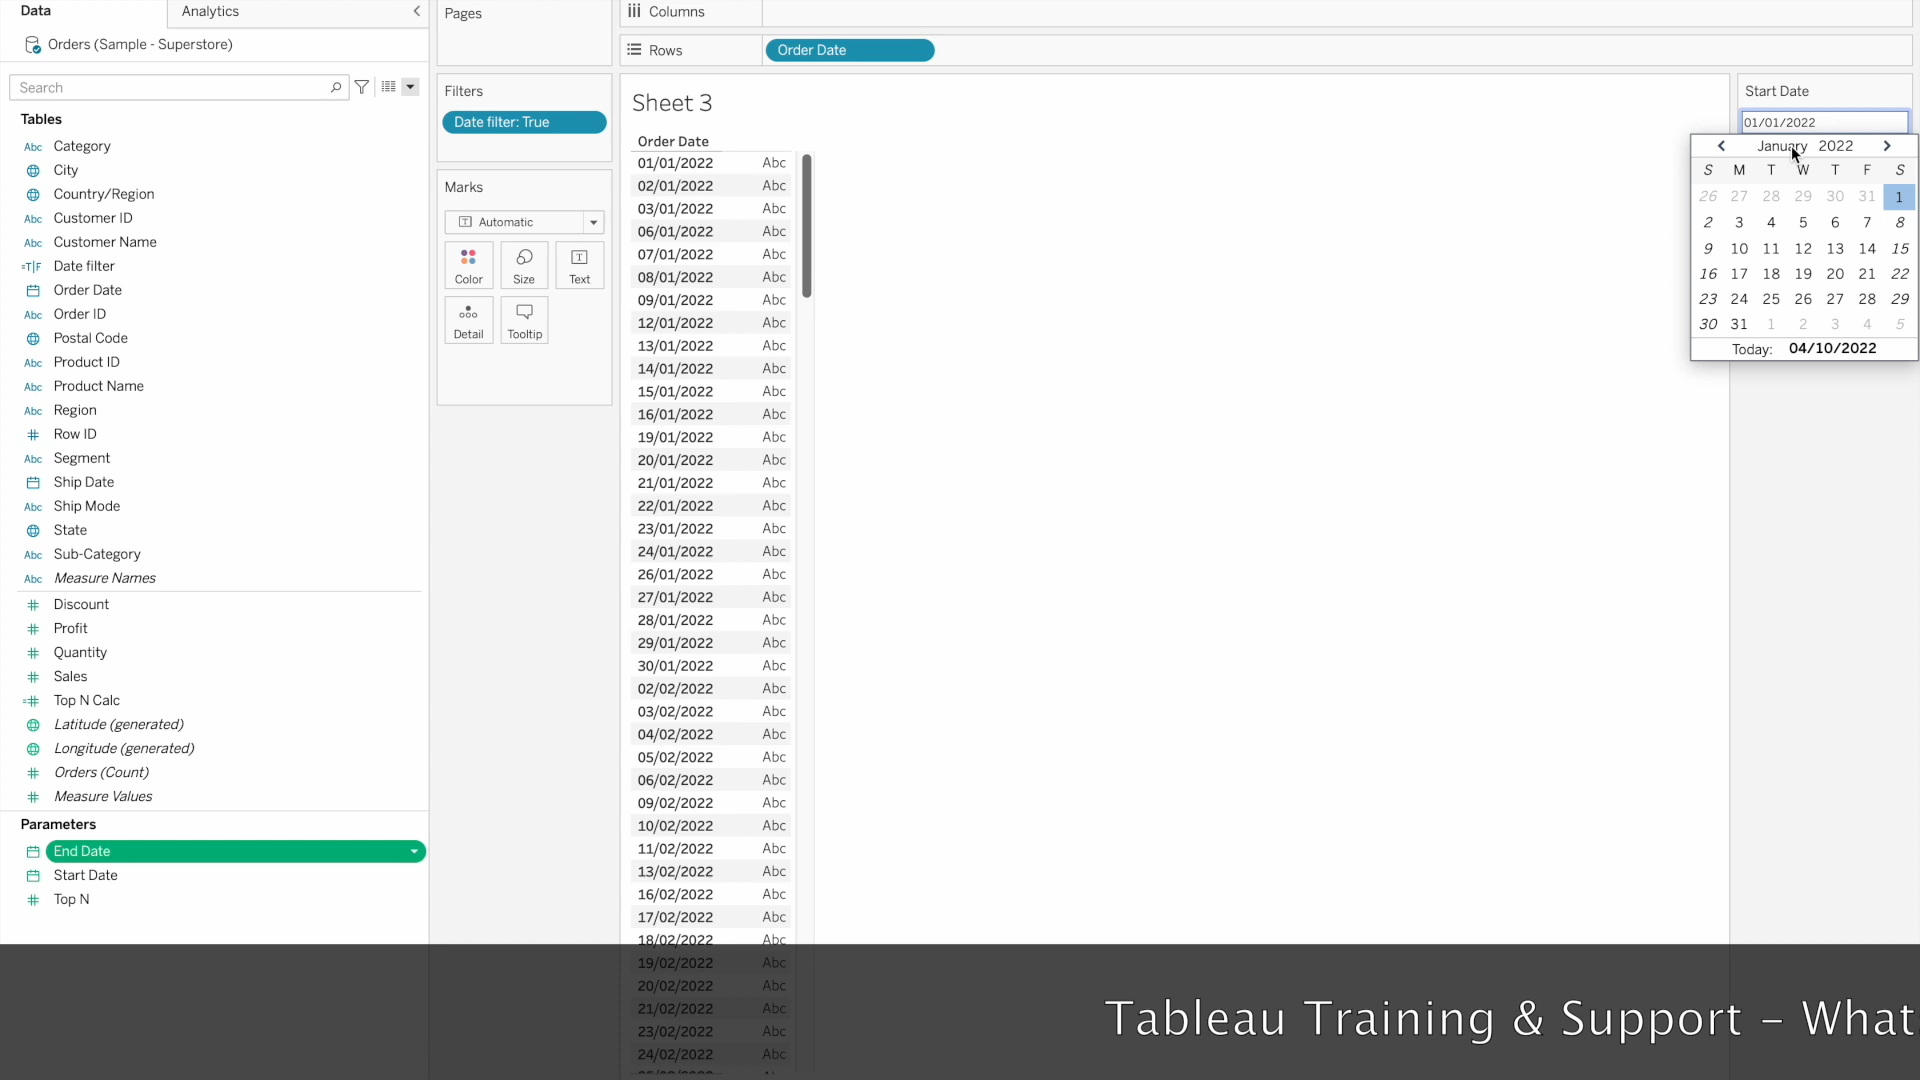 Data
Analytics
Orders (Sample - Superstore)
Search
Tables
Abc Category
City
Country/Region
Abc Customer ID
Abc Customer Name
=T|F Date filter
Order Date
Abc Order ID
Postal Code
Abc Product ID
Abc Product Name
Abc Region
# Row ID
Abc Segment
Ship Date
Abc Ship Mode
State
Abc Sub-Category
Abc Measure Names
# Discount
# Profit
# Quantity
# Sales
=# Top N Calc
Latitude (generated)
Longitude (generated)
# Orders (Count)
# Measure Values
Parameters
End Date
Start Date
# Top N
Pages
Filters
Date filter: True
Marks
Automatic
Color Size Text
Detail Tooltip
Columns
Rows Order Date
Sheet 3
Order Date
01/01/2022 Abc
02/01/2022 Abc
03/01/2022 Abc
06/01/2022 Abc
07/01/2022 Abc
08/01/2022 Abc
09/01/2022 Abc
12/01/2022 Abc
13/01/2022 Abc
14/01/2022 Abc
15/01/2022 Abc
16/01/2022 Abc
19/01/2022 Abc
20/01/2022 Abc
21/01/2022 Abc
22/01/2022 Abc
23/01/2022 Abc
24/01/2022 Abc
26/01/2022 Abc
27/01/2022 Abc
28/01/2022 Abc
29/01/2022 Abc
30/01/2022 Abc
02/02/2022 Abc
03/02/2022 Abc
04/02/2022 Abc
05/02/2022 Abc
06/02/2022 Abc
09/02/2022 Abc
10/02/2022 Abc
11/02/2022 Abc
13/02/2022 Abc
16/02/2022 Abc
17/02/2022 Abc
18/02/2022 Abc
19/02/2022 Abc
20/02/2022 Abc
21/02/2022 Abc
23/02/2022 Abc
24/02/2022 Abc
Start Date
01/01/2022
January 2022
S M T W T F S
26 27 28 29 30 31 1
2 3 4 5 6 7 8
9 10 11 12 13 14 15
16 17 18 19 20 21 22
23 24 25 26 27 28 29
30 31 1 2 3 4 5
Today: 04/10/2022
Tableau Training & Support – What